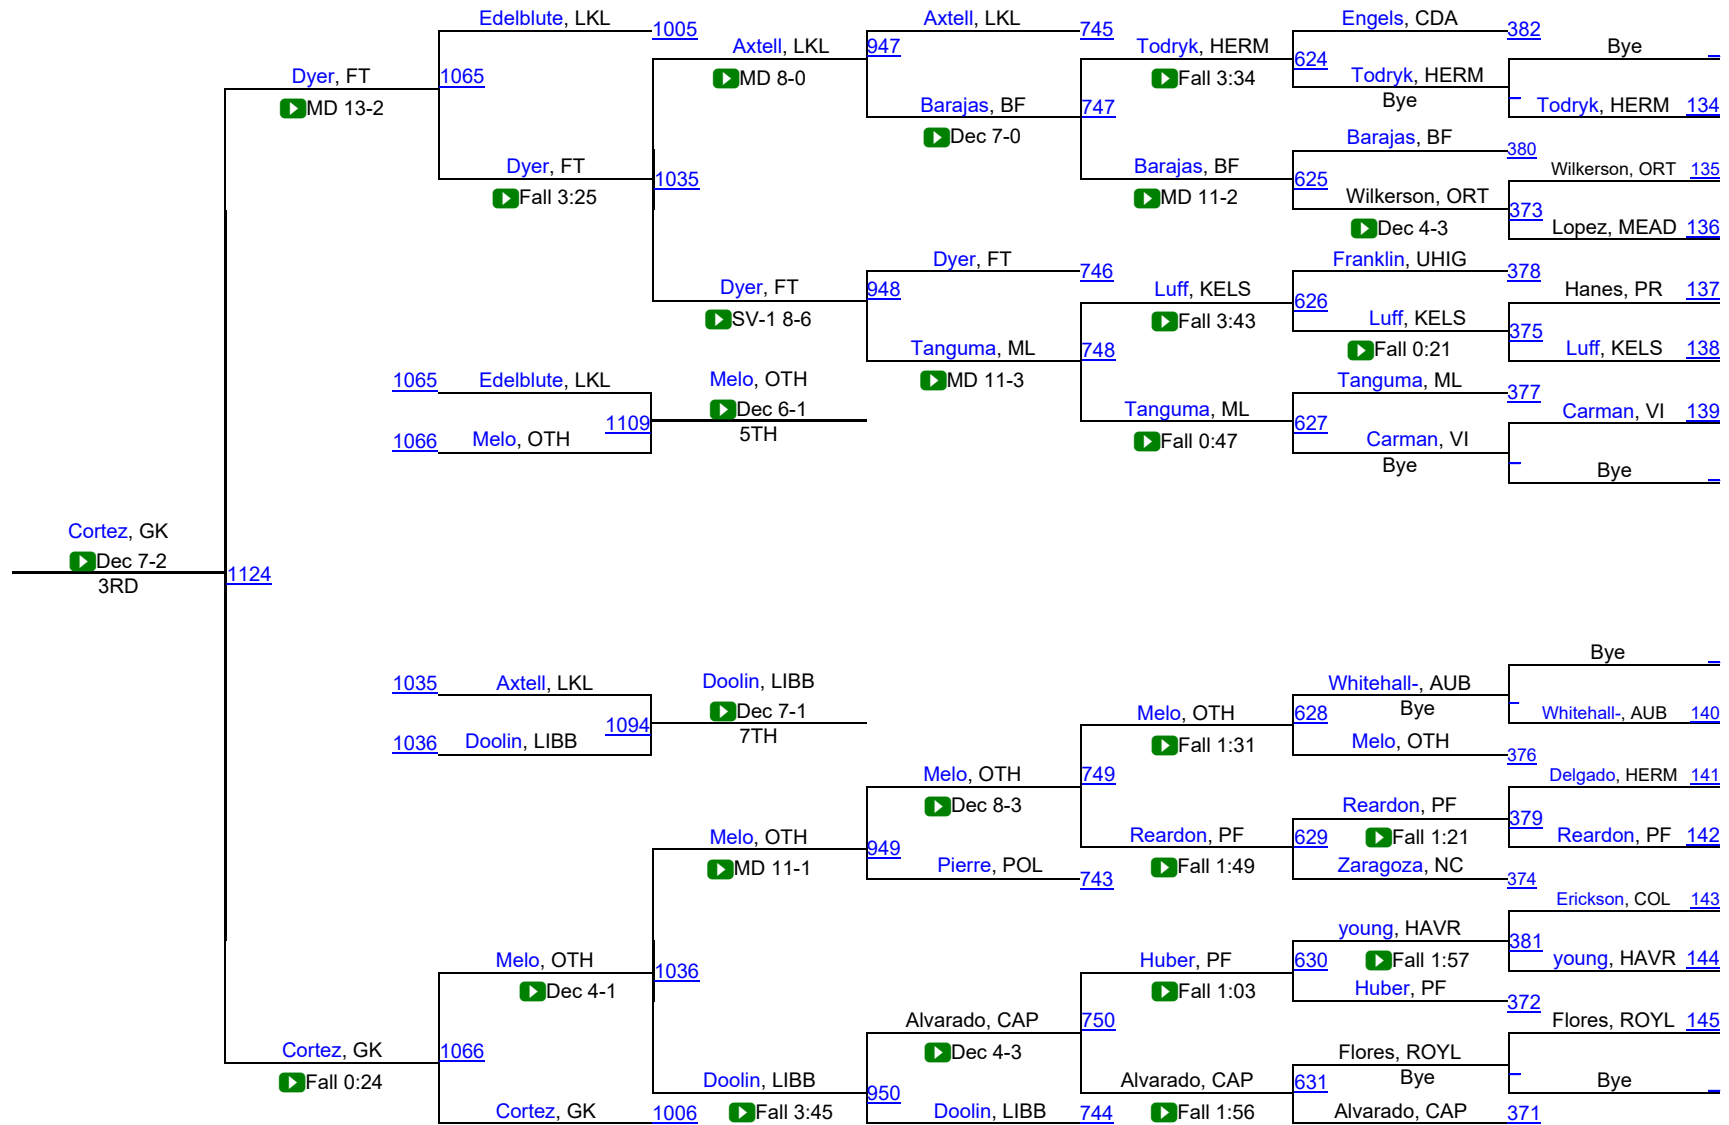 Edelblute, LKL
1005
Axtell, LKL
745
Engels, CDA
382
Axtell, LKL
947
MD 8-0
Todryk, HERM
Fall 3:34
624
Bye
Dyer, FT
MD 13-2
1065
Todryk, HERM
Bye
Todryk, HERM 134
Barajas, BF
Dec 7-0
747
Barajas, BF
380
Dyer, FT
Fall 3:25
1035
Barajas, BF
MD 11-2
625
Wilkerson, ORT 135
Wilkerson, ORT
Dec 4-3
373
Lopez, MEAD 136
Dyer, FT
746
Franklin, UHIG
378
Dyer, FT
SV-1 8-6
948
Luff, KELS
Fall 3:43
626
Hanes, PR 137
Luff, KELS
Fall 0:21
375
Luff, KELS 138
Tanguma, ML
MD 11-3
748
1065
Edelblute, LKL
Melo, OTH
Dec 6-1
5TH
1109
1066
Melo, OTH
Tanguma, ML
377
Tanguma, ML
Fall 0:47
627
Carman, VI 139
Carman, VI
Bye
Bye
Cortez, GK
Dec 7-2
3RD
1124
Bye
1035
Axtell, LKL
Doolin, LIBB
Dec 7-1
7TH
1094
1036
Doolin, LIBB
Whitehall-, AUB
Bye
Whitehall-, AUB 140
Melo, OTH
Fall 1:31
628
Melo, OTH
376
Melo, OTH
Dec 8-3
749
Delgado, HERM 141
Reardon, PF
Fall 1:21
379
Reardon, PF 142
Melo, OTH
MD 11-1
949
Reardon, PF
Fall 1:49
629
Pierre, POL
743
Zaragoza, NC
374
Erickson, COL 143
young, HAVR
Fall 1:57
381
young, HAVR 144
Melo, OTH
Dec 4-1
1036
Huber, PF
Fall 1:03
630
Huber, PF
372
Alvarado, CAP
Dec 4-3
750
Flores, ROYL 145
Cortez, GK
Fall 0:24
1066
Flores, ROYL
Bye
Bye
Doolin, LIBB
Fall 3:45
950
Alvarado, CAP
Fall 1:56
631
Cortez, GK
1006
Doolin, LIBB
744
Alvarado, CAP
371